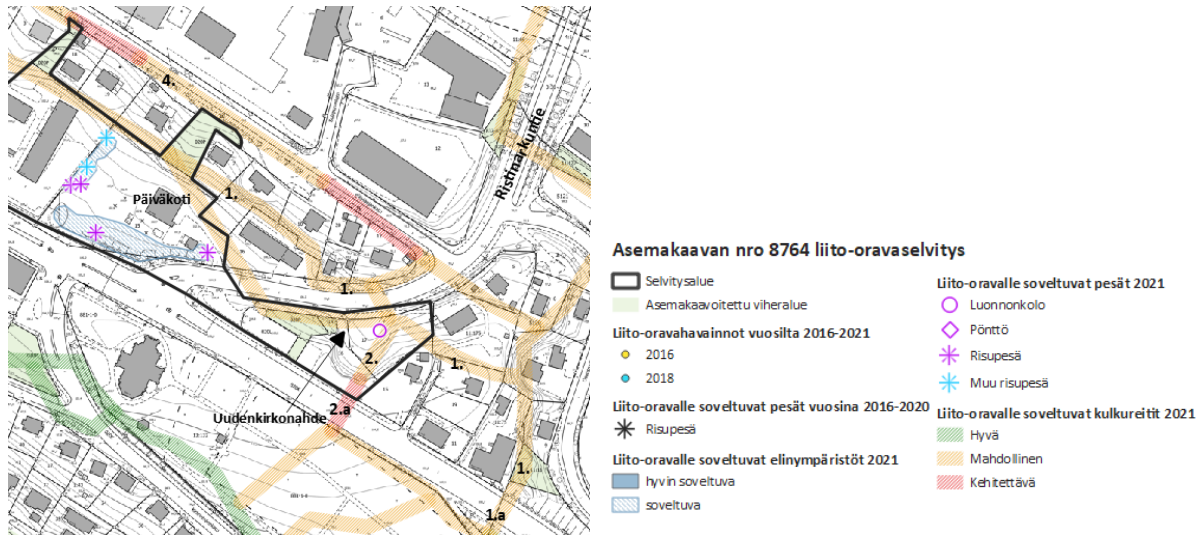 4.
Ristinarkuntie
Päiväkoti
1.
1.
2.
1.
2.a
Uudenkirkonahde
1.
1.a
Asemakaavan nro 8764 liito-oravaselvitys
Selvitysalue
Asemakaavoitettu viheralue
Liito-oravahavainnot vuosilta 2016-2021
2016
2018
Liito-oravalle soveltuvat pesät vuosina 2016-2020
Risupesä
Liito-oravalle soveltuvat elinympäristöt 2021
hyvin soveltuva
soveltuva
Liito-oravalle soveltuvat pesät 2021
Luonnonkolo
Pönttö
Risupesä
Muu risupesä
Liito-oravalle soveltuvat kulkureitit 2021
Hyvä
Mahdollinen
Kehitettävä